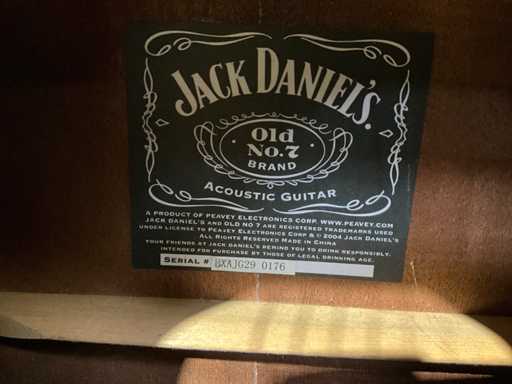 JACK DANIEL'S
Old
No.7
BRAND
ACOUSTIC GUITAR
A PRODUCT OF PEAVEY ELECTRONICS CORP. WWW.PEAVEY.COM
JACK DANIEL'S AND OLD NO 7 ARE REGISTERED TRADEMARKS USED
UNDER LICENSE TO PEAVEY ELECTRONICS CORP & © 2004 JACK DANIEL'S
ALL RIGHTS RESERVED MADE IN CHINA
YOUR FRIENDS AT JACK DANIEL'S REMIND YOU TO DRINK RESPONSIBLY.
INTENDED FOR PURCHASE BY THOSE OF LEGAL DRINKING AGE.
SERIAL # BXAJG29 0176